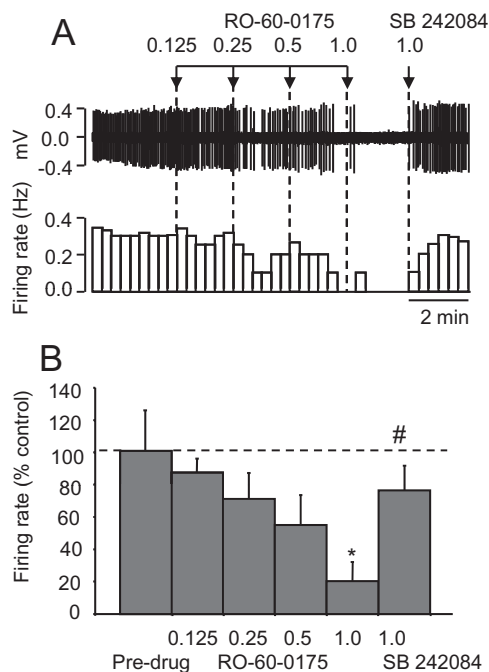 A
RO-60-0175 SB 242084
0.125 0.25 0.5 1.0 1.0
0.4
0.0
-0.4
mV
0.4
0.2
0.0
Firing rate (Hz)
2 min
B
140
120
100
80
60
40
20
0
Firing rate (% control)
#
*
0.125 0.25 0.5 1.0 1.0
Pre-drug RO-60-0175 SB 242084